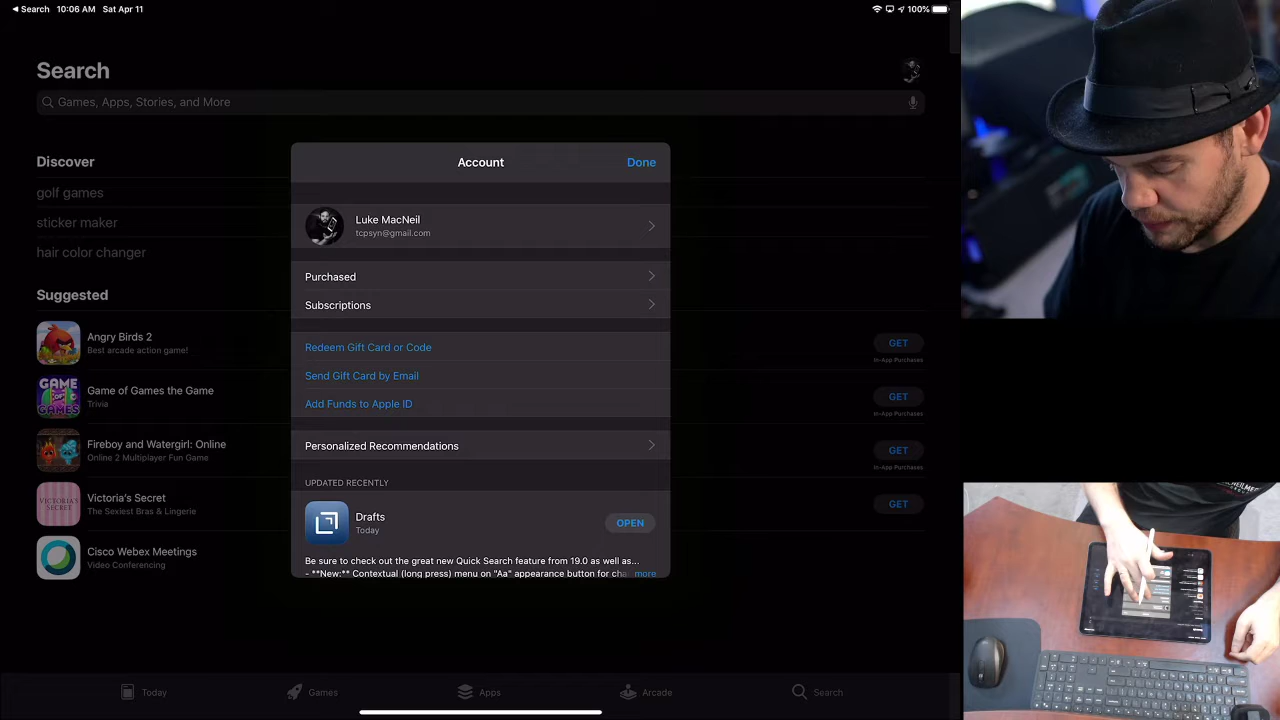 Search 10:06 AM Sat Apr 11 100%
Search
Games, Apps, Stories, and More
Discover
golf games
sticker maker
hair color changer
Suggested
Angry Birds 2
Best arcade action game!
GET
In-App Purchases
GAME
GAMES
Game of Games the Game
Trivia
GET
In-App Purchases
Fireboy and Watergirl: Online
Online 2 Multiplayer Fun Game
GET
In-App Purchases
VICTORIA'S
SECRET
Victoria's Secret
The Sexiest Bras & Lingerie
GET
Cisco Webex Meetings
Video Conferencing
Account
Done
Luke MacNeil
tcpsyn@gmail.com
Purchased
Subscriptions
Redeem Gift Card or Code
Send Gift Card by Email
Add Funds to Apple ID
Personalized Recommendations
UPDATED RECENTLY
Drafts
Today
OPEN
Be sure to check out the great new Quick Search feature from 19.0 as well as...
- **New:** Contextual (long press) menu on "Aa" appearance button for cha more
Today
Games
Apps
Arcade
Search